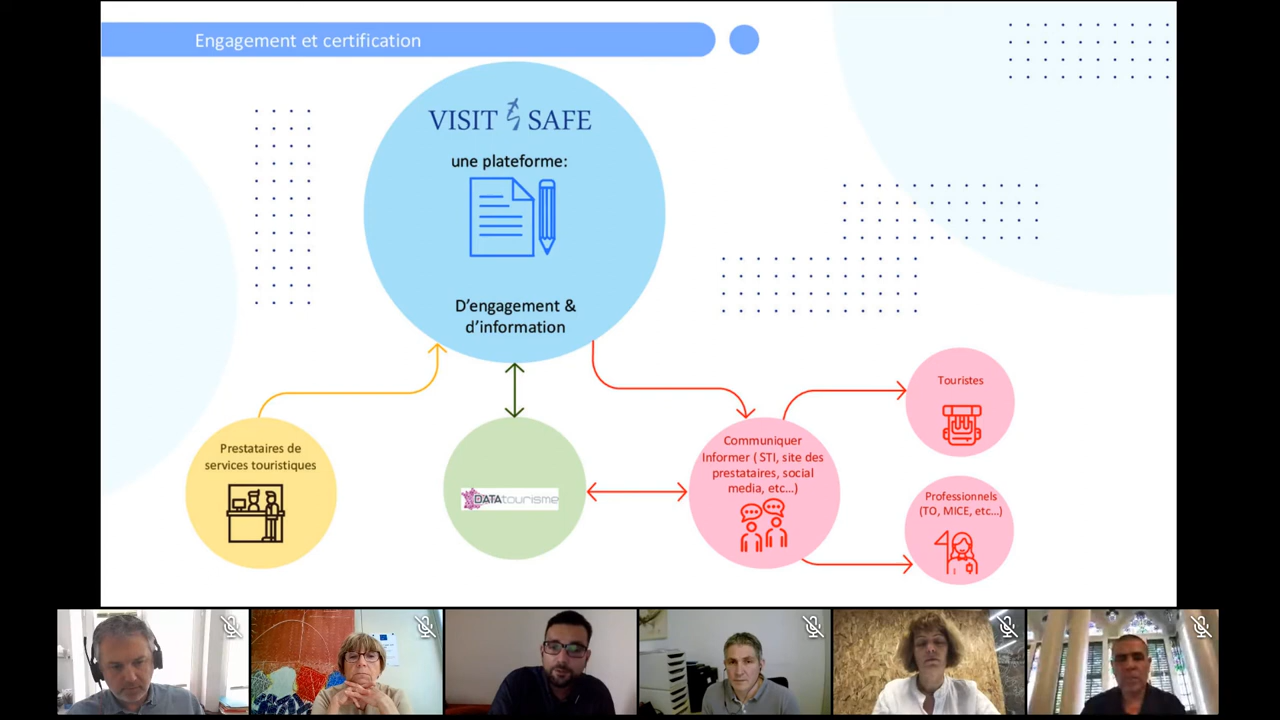 Engagement et certification
VISIT SAFE
une plateforme:
D'engagement &
d'information
Prestataires de
services touristiques
DATAtourisme
Communiquer
Informer ( STI, site des
prestataires, social
media, etc...)
Touristes
Professionnels
(TO, MICE, etc...)